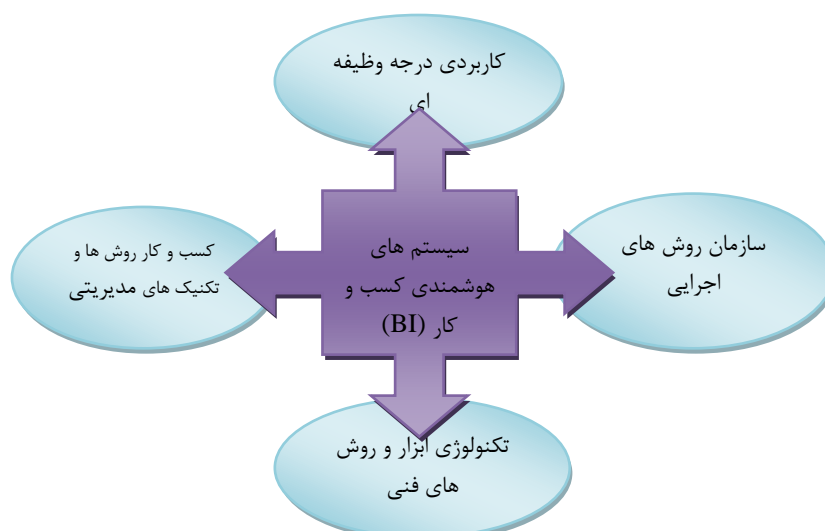 کاربردی درجه وظیفه
ای
سازمان روش های
اجرایی
سیستم های
هوشمندی کسب و
کار (BI)
کسب و کار روش ها و
تکنیک های مدیریتی
تکنولوژی ابزار و روش
های فنی